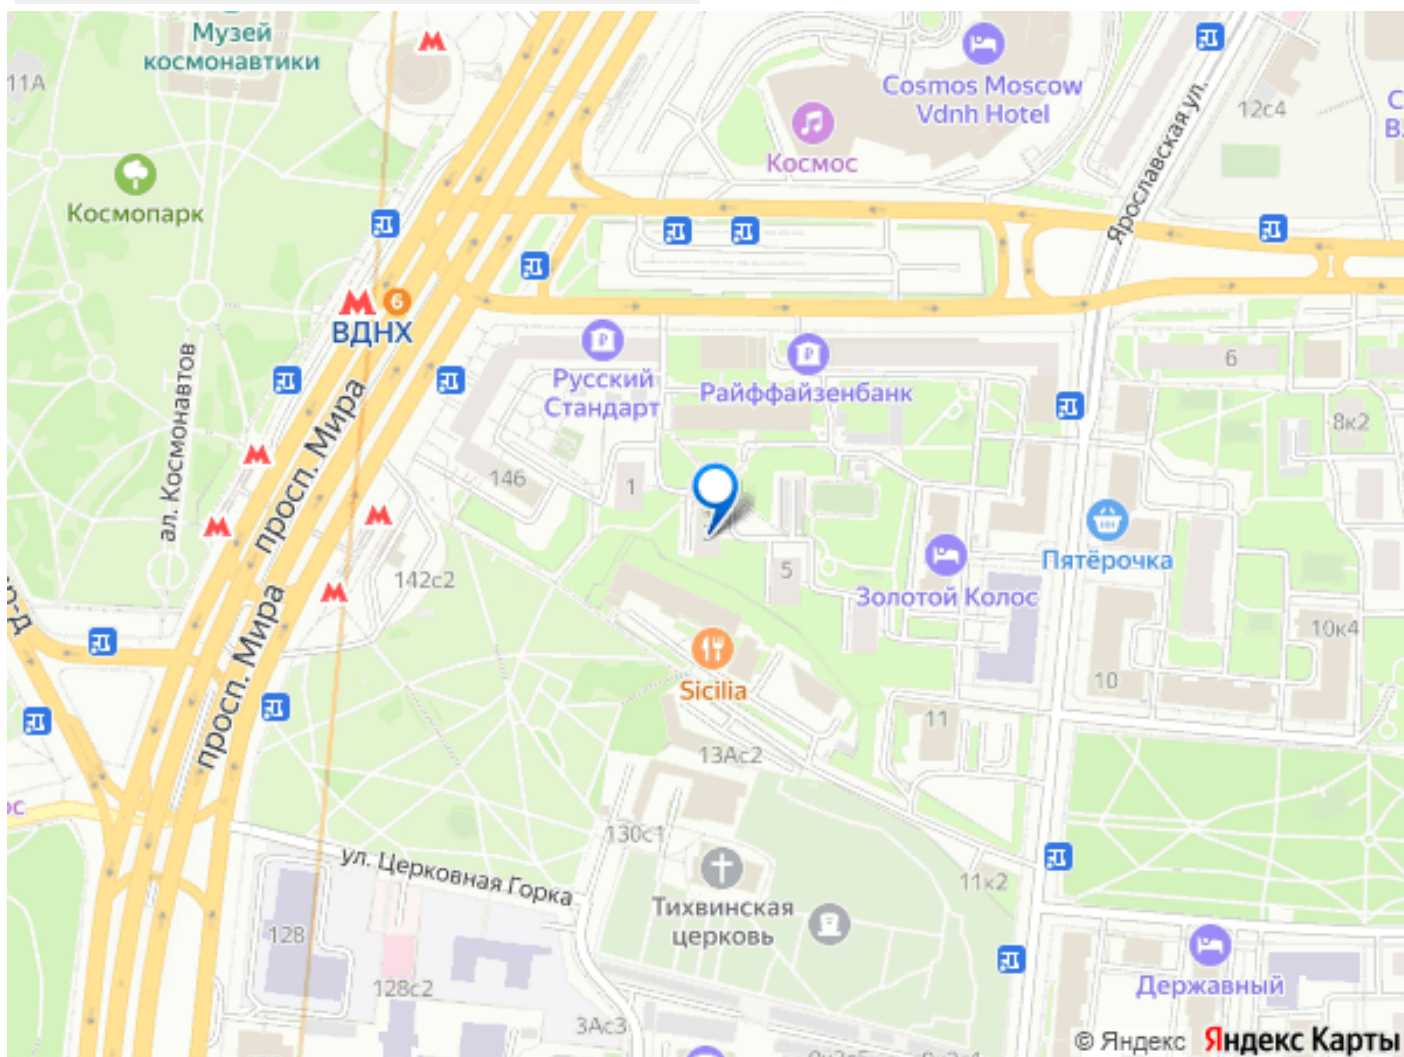 Музей
космонавтики
11А
Космопарк
Cosmos Moscow
Vdnh Hotel
Космос
12с4
Ярославская ул.
6
ВДНХ
ал. Космонавтов
просп. Мира
Русский
Стандарт
Райффайзенбанк
6
8к2
146
1
Пятёрочка
142с2
5
Золотой Колос
10к4
просп. Мира
Sicilia
10
11
13Ас2
130с1
ул. Церковная Горка
11к2
Тихвинская
церковь
128
128с2
Державный
3Ас3
© Яндекс Яндекс Карты